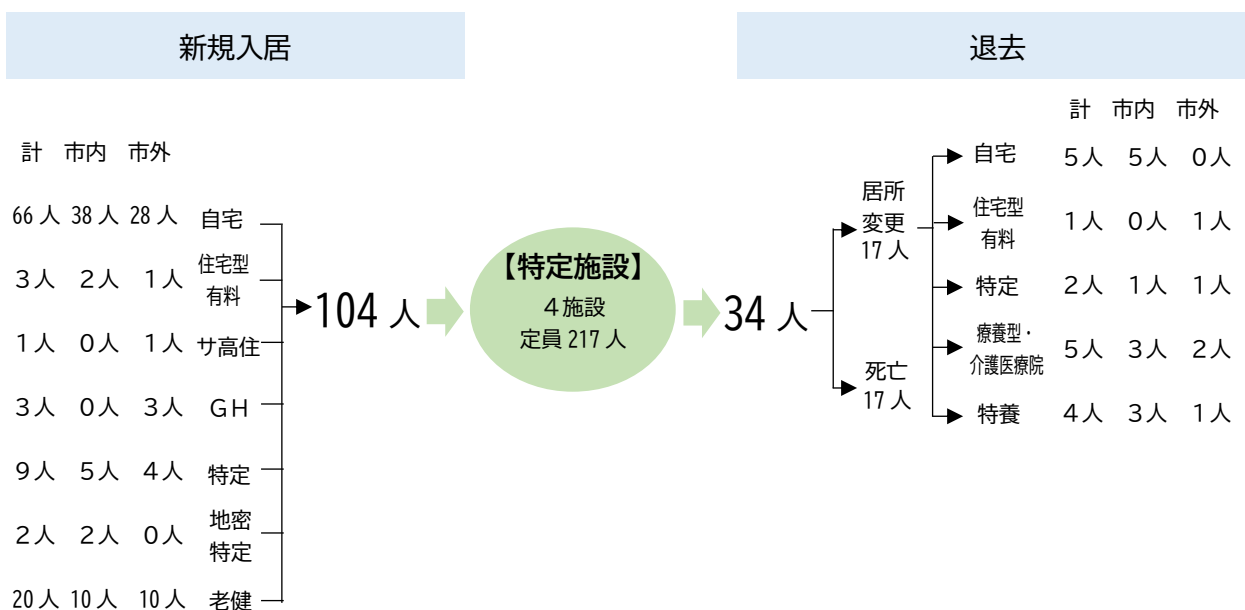 新規入居
計 市内 市外
66人 38人 28人 自宅
3人 2人 1人 住宅型
有料
1人 0人 1人 サ高住
3人 0人 3人 GH
9人 5人 4人 特定
2人 2人 0人 地密
特定
20人 10人 10人 老健
104人
【特定施設】
4施設
定員217人
退去
34人
居所
変更
17人
死亡
17人
計 市内 市外
自宅 5人 5人 0人
住宅型
有料 1人 0人 1人
特定 2人 1人 1人
療養型・
介護医療院 5人 3人 2人
特養 4人 3人 1人